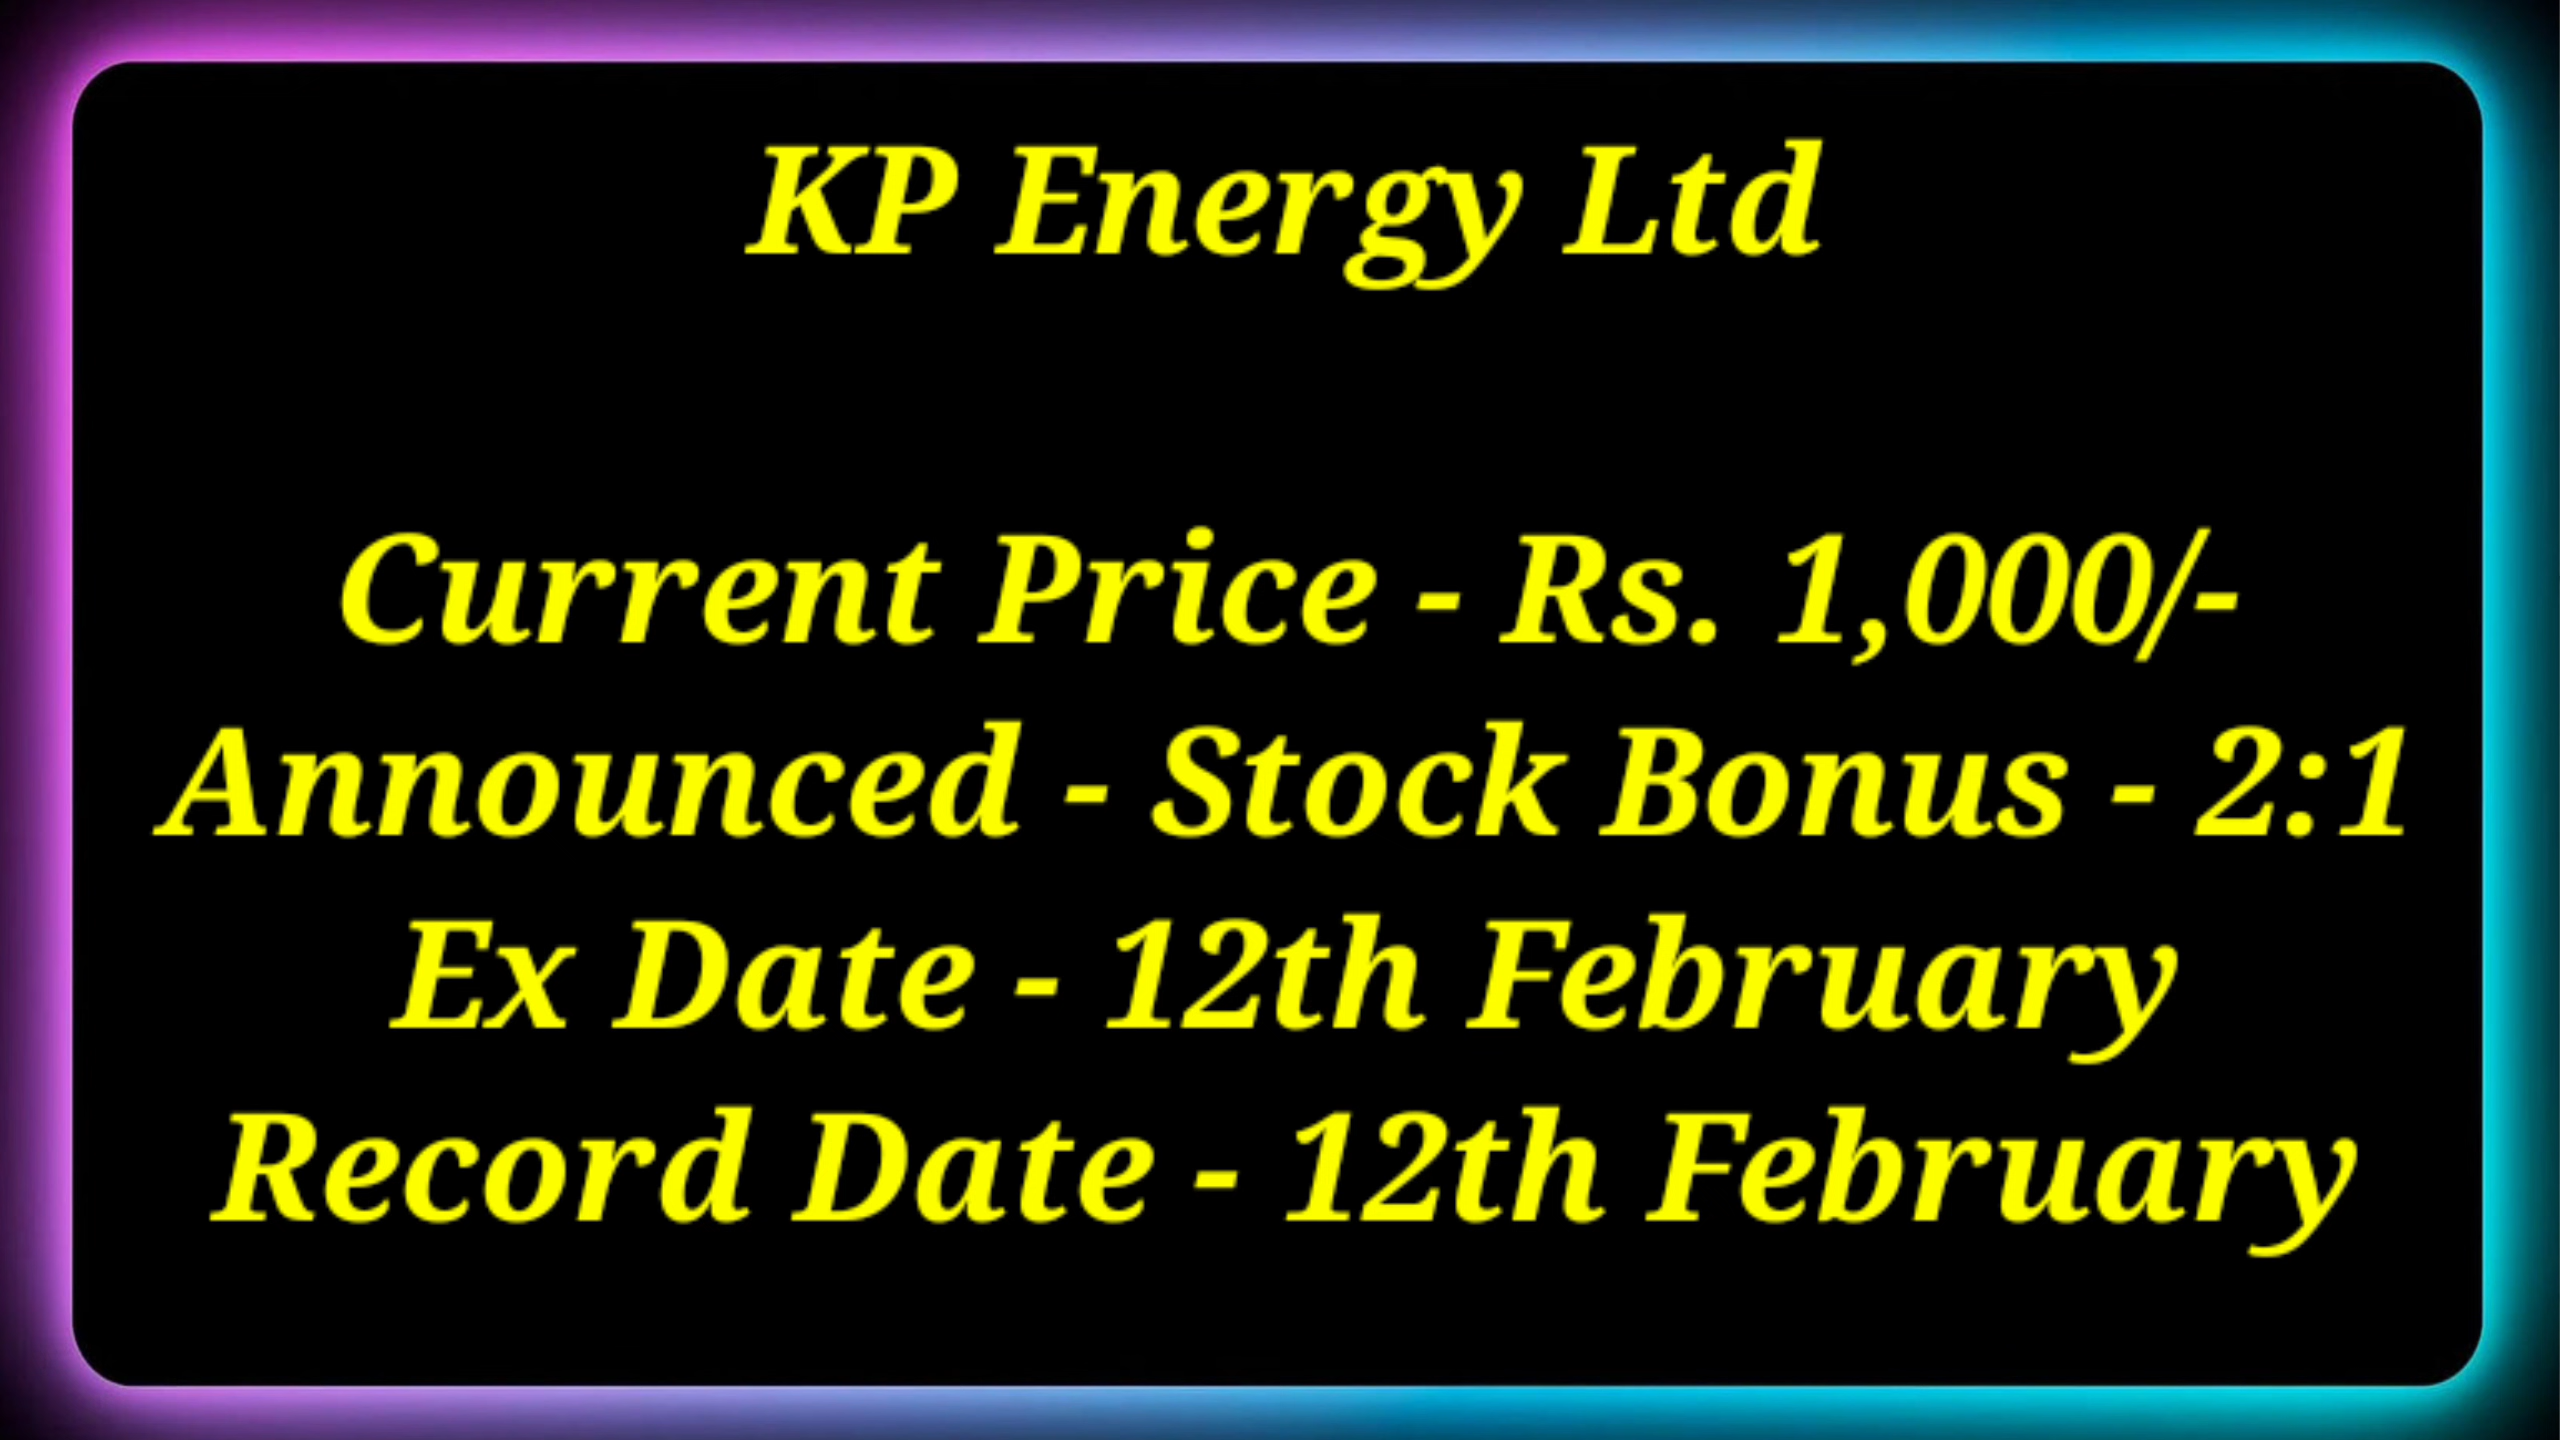 KP Energy Ltd
Current Price - Rs. 1,000/-
Announced - Stock Bonus - 2:1
Ex Date - 12th February
Record Date - 12th February